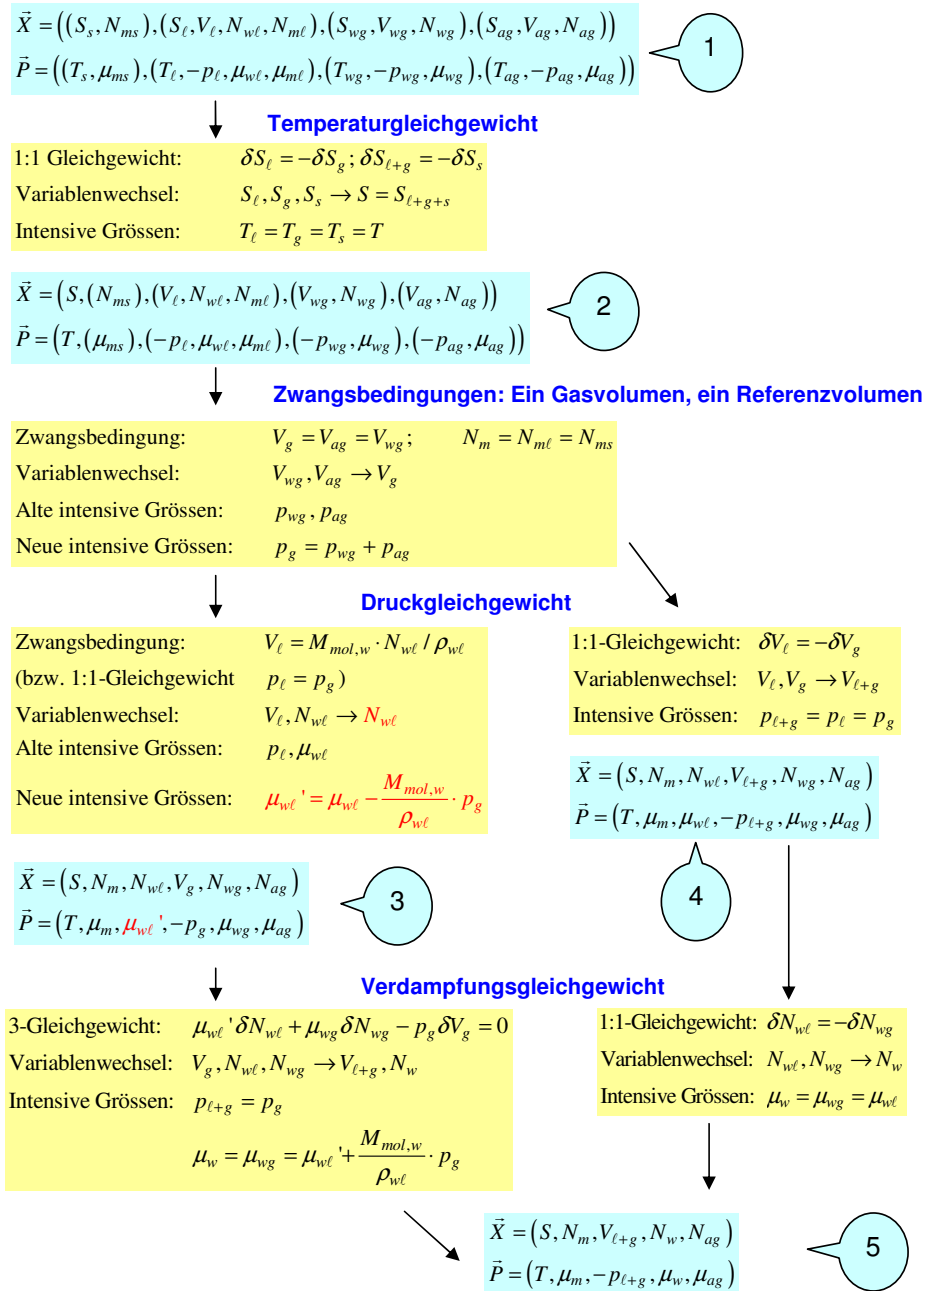 X⃗ = ((S_s, N_ms), (S_ℓ, V_ℓ, N_wℓ, N_mℓ), (S_wg, V_wg, N_wg), (S_ag, V_ag, N_ag))
P⃗ = ((T_s, μ_ms), (T_ℓ, −p_ℓ, μ_wℓ, μ_mℓ), (T_wg, −p_wg, μ_wg), (T_ag, −p_ag, μ_ag))
1
Temperaturgleichgewicht
1:1 Gleichgewicht: δS_ℓ = −δS_g ; δS_ℓ+g = −δS_s
Variablenwechsel: S_ℓ, S_g, S_s → S = S_ℓ+g+s
Intensive Grössen: T_ℓ = T_g = T_s = T
X⃗ = (S, (N_ms), (V_ℓ, N_wℓ, N_mℓ), (V_wg, N_wg), (V_ag, N_ag))
P⃗ = (T, (μ_ms), (−p_ℓ, μ_wℓ, μ_mℓ), (−p_wg, μ_wg), (−p_ag, μ_ag))
2
Zwangsbedingungen: Ein Gasvolumen, ein Referenzvolumen
Zwangsbedingung: V_g = V_ag = V_wg ; N_m = N_mℓ = N_ms
Variablenwechsel: V_wg, V_ag → V_g
Alte intensive Grössen: p_wg, p_ag
Neue intensive Grössen: p_g = p_wg + p_ag
Druckgleichgewicht
Zwangsbedingung: V_ℓ = M_mol,w · N_wℓ / ρ_wℓ
(bzw. 1:1-Gleichgewicht p_ℓ = p_g)
Variablenwechsel: V_ℓ, N_wℓ → N_wℓ
Alte intensive Grössen: p_ℓ, μ_wℓ
Neue intensive Grössen: μ_wℓ ' = μ_wℓ − M_mol,w / ρ_wℓ · p_g
1:1-Gleichgewicht: δV_ℓ = −δV_g
Variablenwechsel: V_ℓ, V_g → V_ℓ+g
Intensive Grössen: p_ℓ+g = p_ℓ = p_g
X⃗ = (S, N_m, N_wℓ, V_ℓ+g, N_wg, N_ag)
P⃗ = (T, μ_m, μ_wℓ, −p_ℓ+g, μ_wg, μ_ag)
4
X⃗ = (S, N_m, N_wℓ, V_g, N_wg, N_ag)
P⃗ = (T, μ_m, μ_wℓ ', −p_g, μ_wg, μ_ag)
3
Verdampfungsgleichgewicht
3-Gleichgewicht: μ_wℓ ' δN_wℓ + μ_wg δN_wg − p_g δV_g = 0
Variablenwechsel: V_g, N_wℓ, N_wg → V_ℓ+g, N_w
Intensive Grössen: p_ℓ+g = p_g
μ_w = μ_wg = μ_wℓ ' + M_mol,w / ρ_wℓ · p_g
1:1-Gleichgewicht: δN_wℓ = −δN_wg
Variablenwechsel: N_wℓ, N_wg → N_w
Intensive Grössen: μ_w = μ_wg = μ_wℓ
X⃗ = (S, N_m, V_ℓ+g, N_w, N_ag)
P⃗ = (T, μ_m, −p_ℓ+g, μ_w, μ_ag)
5